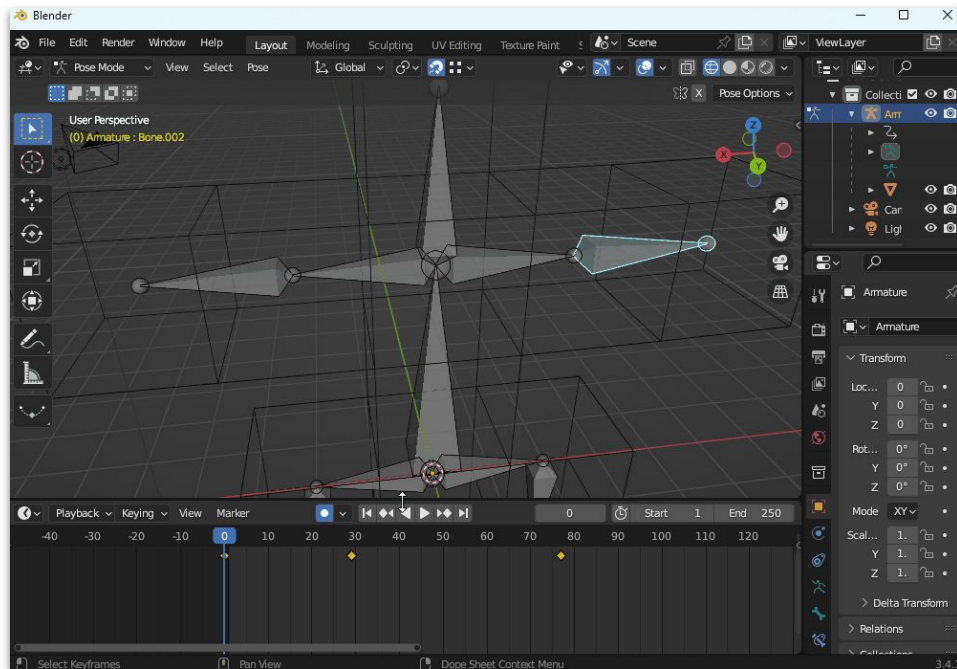 Blender
File Edit Render Window Help Layout Modeling Sculpting UV Editing Texture Paint Scene ViewLayer
Pose Mode View Select Pose Global
X Pose Options
User Perspective
(0) Armature : Bone.002
Z
X
Y
Collecti
Arr
Car
Ligl
Armature
Armature
Transform
Loc... 0
Y 0
Z 0
Rot... 0°
Y 0°
Z 0°
Mode XY
Scal... 1.
Y 1.
Z 1.
Delta Transform
Relations
Playback Keying View Marker 0 Start 1 End 250
-40 -30 -20 -10 0 10 20 30 40 50 60 70 80 90 100 110 120
Select Keyframes Pan View Dope Sheet Context Menu 3.4.